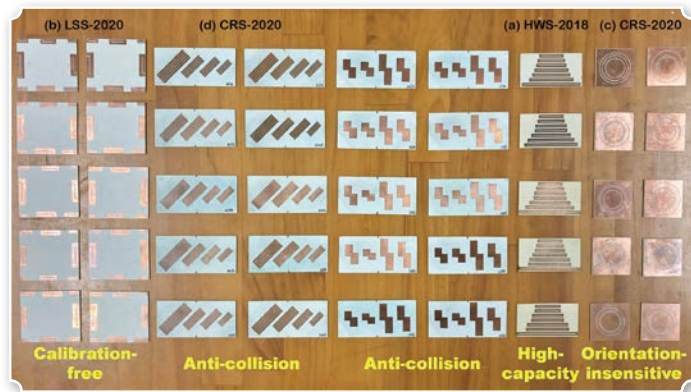 (b) LSS-2020 (d) CRS-2020 (a) HWS-2018 (c) CRS-2020
Calibration-
free
Anti-collision
Anti-collision
High-
capacity
Orientation-
insensitive